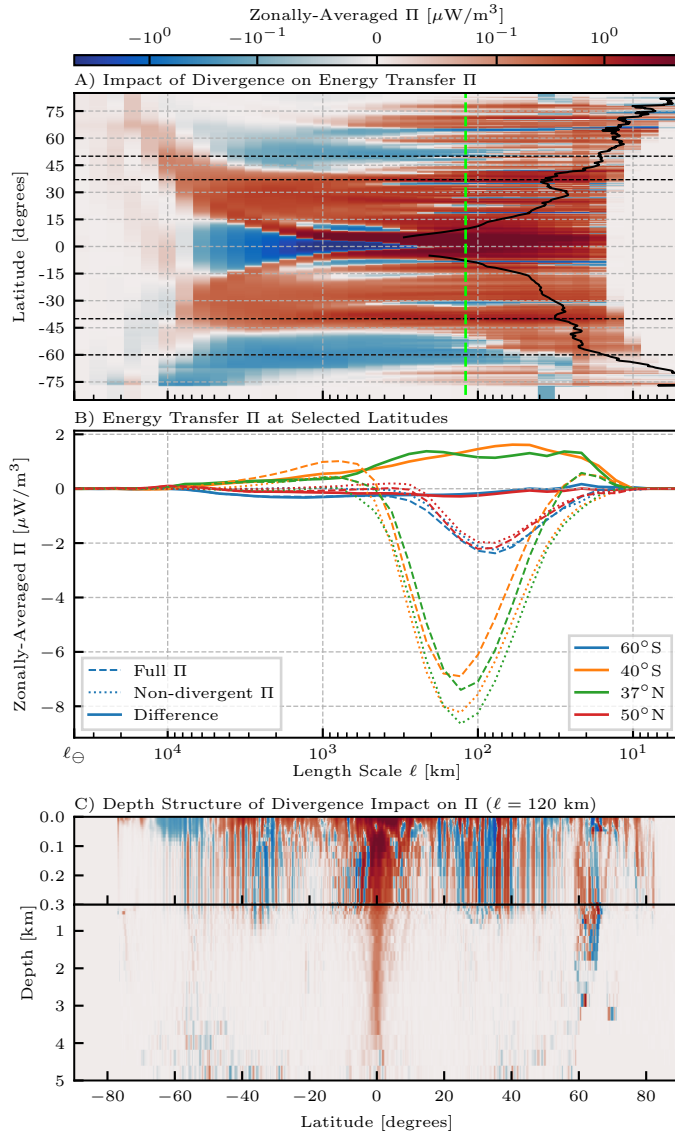 Zonally-Averaged Π [μW/m³]
−10⁰ −10⁻¹ 0 10⁻¹ 10⁰
A) Impact of Divergence on Energy Transfer Π
75
60
45
30
15
0
-15
-30
-45
-60
-75
Latitude [degrees]
B) Energy Transfer Π at Selected Latitudes
2
0
−2
−4
−6
−8
Zonally-Averaged Π [μW/m³]
Full Π
Non-divergent Π
Difference
60°S
40°S
37°N
50°N
ℓ⊖ 10⁴ 10³ 10² 10¹
Length Scale ℓ [km]
C) Depth Structure of Divergence Impact on Π (ℓ = 120 km)
0.0
0.1
0.2
0.3
1
2
3
4
5
Depth [km]
−80 −60 −40 −20 0 20 40 60 80
Latitude [degrees]